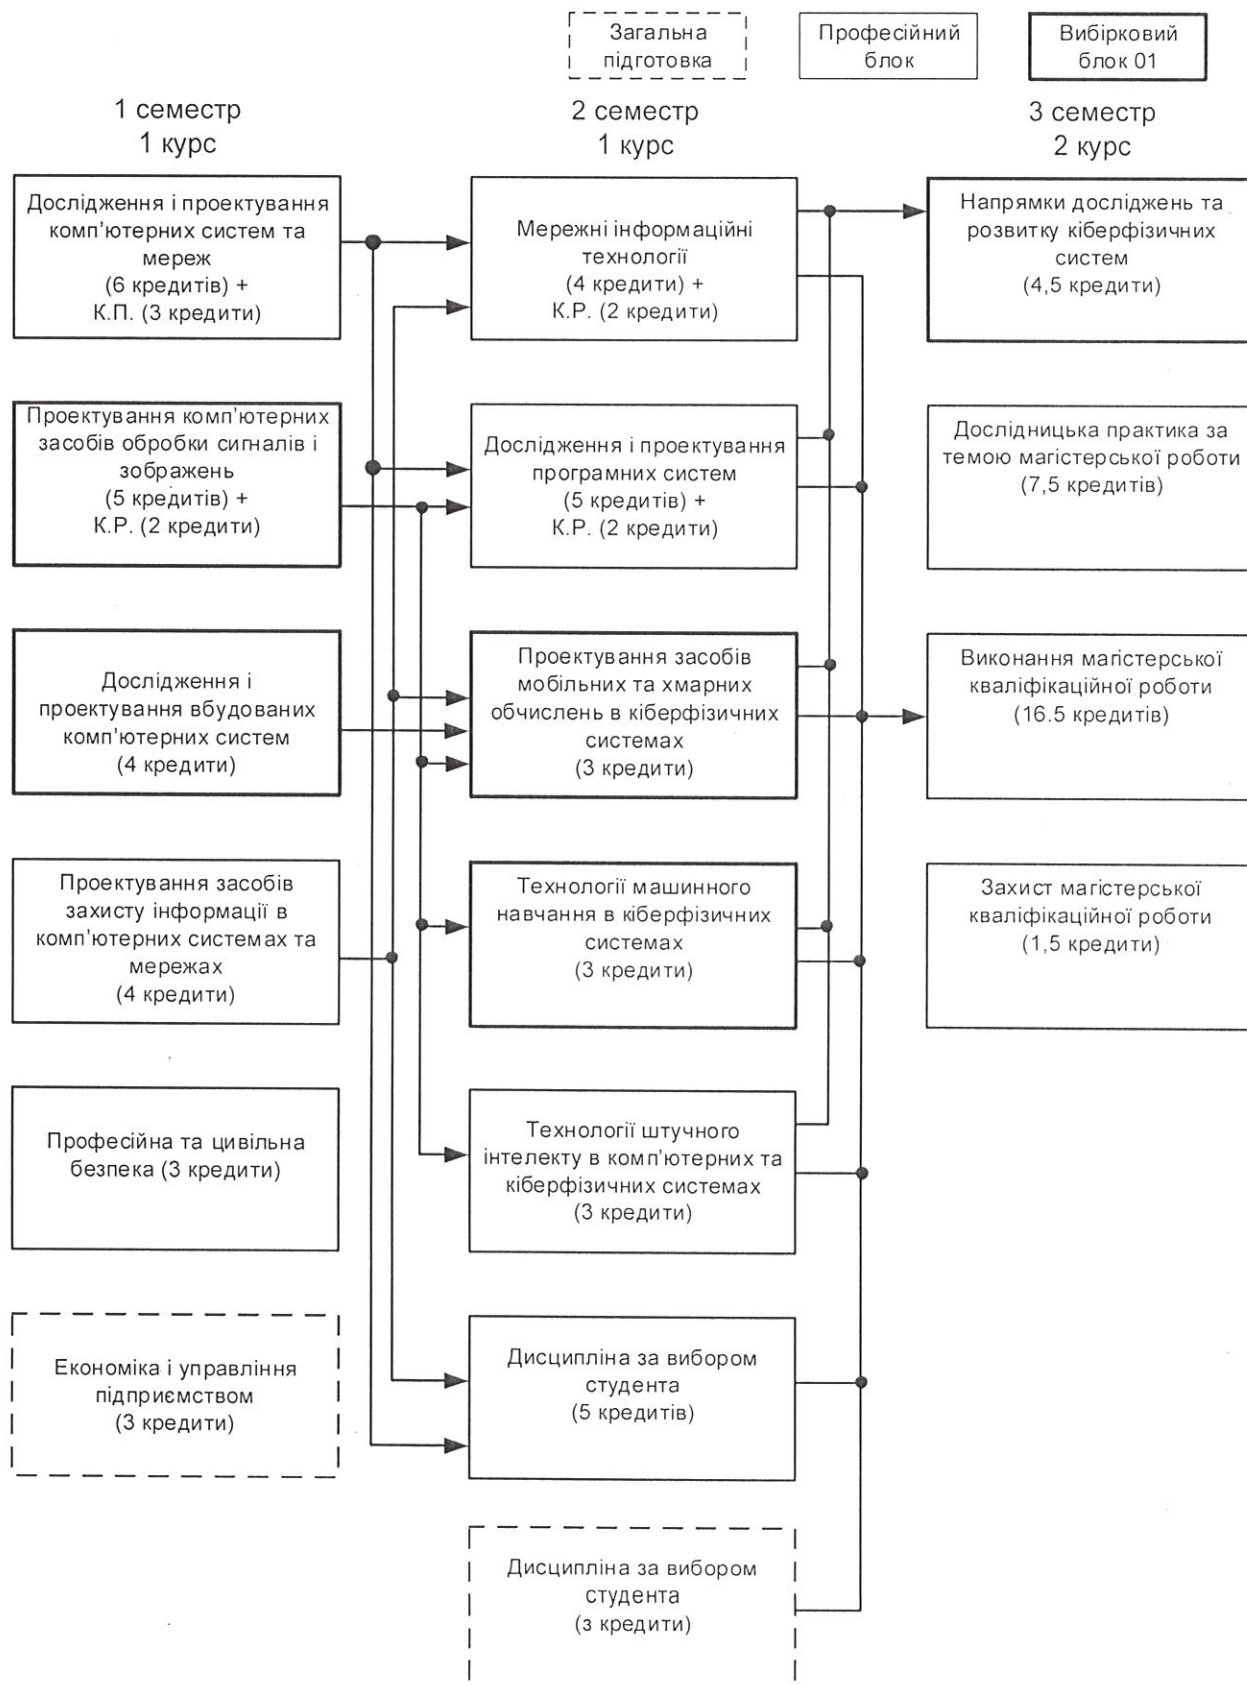 Загальна
підготовка
Професійний
блок
Вибірковий
блок 01
1 семестр
1 курс
2 семестр
1 курс
3 семестр
2 курс
Дослідження і проектування
комп'ютерних систем та
мереж
(6 кредитів) +
К.П. (3 кредити)
Мережні інформаційні
технології
(4 кредити) +
К.Р. (2 кредити)
Напрямки досліджень та
розвитку кіберфізичних
систем
(4,5 кредити)
Проектування комп'ютерних
засобів обробки сигналів і
зображень
(5 кредитів) +
К.Р. (2 кредити)
Дослідження і проектування
програмних систем
(5 кредитів) +
К.Р. (2 кредити)
Дослідницька практика за
темою магістерської роботи
(7,5 кредитів)
Дослідження і
проектування вбудованих
комп'ютерних систем
(4 кредити)
Проектування засобів
мобільних та хмарних
обчислень в кіберфізичних
системах
(3 кредити)
Виконання магістерської
кваліфікаційної роботи
(16.5 кредитів)
Проектування засобів
захисту інформації в
комп'ютерних системах та
мережах
(4 кредити)
Технології машинного
навчання в кіберфізичних
системах
(3 кредити)
Захист магістерської
кваліфікаційної роботи
(1,5 кредити)
Професійна та цивільна
безпека (3 кредити)
Технології штучного
інтелекту в комп'ютерних та
кіберфізичних системах
(3 кредити)
Економіка і управління
підприємством
(3 кредити)
Дисципліна за вибором
студента
(5 кредитів)
Дисципліна за вибором
студента
(з кредити)